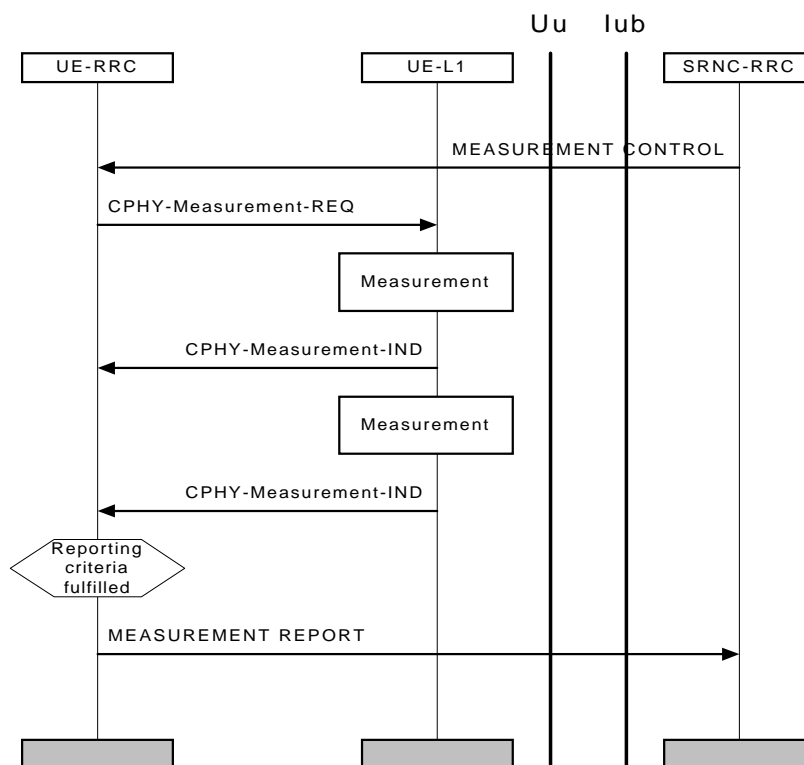 Uu Iub
UE-RRC UE-L1 SRNC-RRC
MEASUREMENT CONTROL
CPHY-Measurement-REQ
Measurement
CPHY-Measurement-IND
Measurement
CPHY-Measurement-IND
Reporting
criteria
fulfilled
MEASUREMENT REPORT